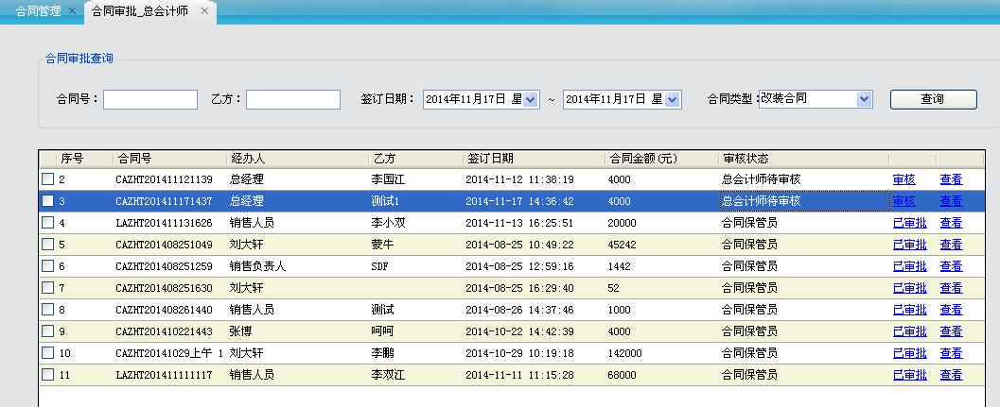 合同管理 合同审批_总会计师
合同审批查询
合同号： 乙方： 签订日期： 2014年11月17日 星 ~ 2014年11月17日 星 合同类型： 改装合同 查询
序号 合同号 经办人 乙方 签订日期 合同金额(元) 审核状态
2 CAZHT201411121139 总经理 李国江 2014-11-12 11:38:19 4000 总会计师待审核 审核 查看
3 CAZHT201411171437 总经理 测试1 2014-11-17 14:36:42 4000 总会计师待审核 审核 查看
4 LAZHT201411131626 销售人员 李小双 2014-11-13 16:25:51 20000 合同保管员 已审批 查看
5 CAZHT201408251049 刘大轩 蒙牛 2014-08-25 10:49:22 45242 合同保管员 已审批 查看
6 CAZHT201408251259 销售负责人 SDF 2014-08-25 12:59:16 1442 合同保管员 已审批 查看
7 CAZHT201408251630 刘大轩 2014-08-25 16:29:40 52 合同保管员 已审批 查看
8 CAZHT201408261440 销售人员 测试 2014-08-26 14:37:46 1000 合同保管员 已审批 查看
9 CAZHT201410221443 张博 呵呵 2014-10-22 14:42:39 4000 合同保管员 已审批 查看
10 CAZHT20141029上午 1 刘大轩 李鹏 2014-10-29 10:19:18 142000 合同保管员 已审批 查看
11 LAZHT201411111117 销售人员 李双江 2014-11-11 11:15:28 68000 合同保管员 已审批 查看